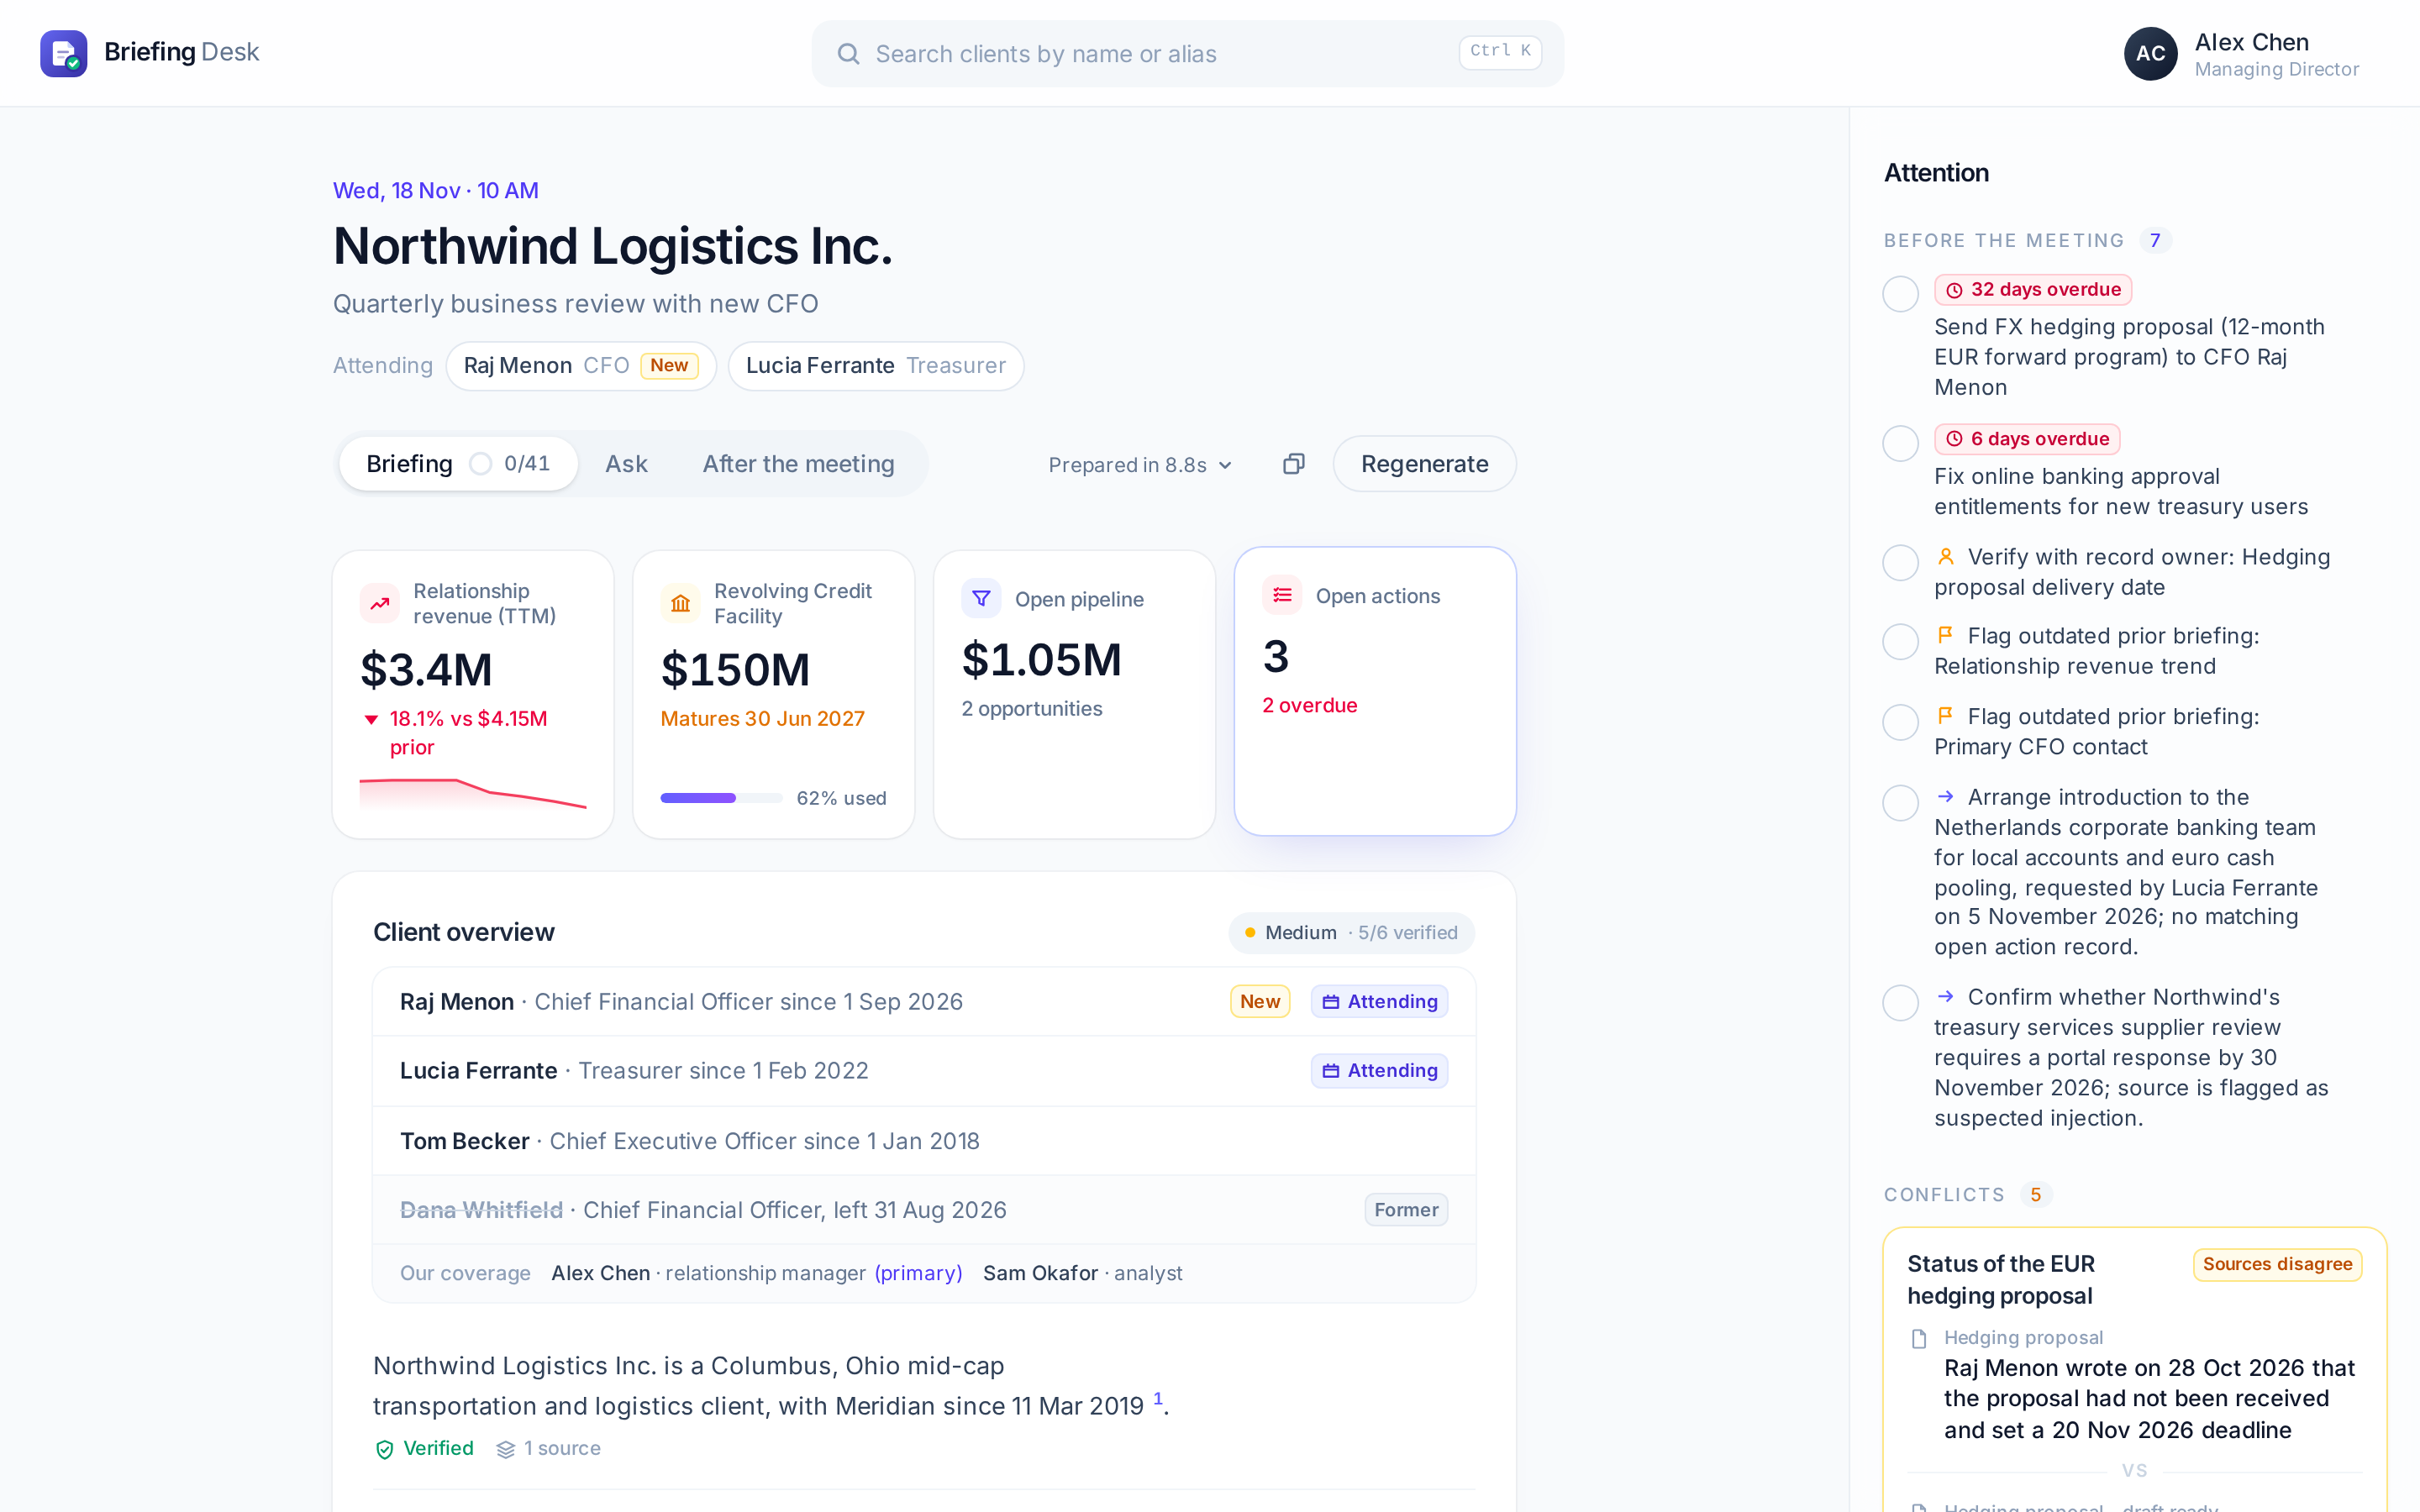 Briefing Desk
Search clients by name or alias
Ctrl K
AC
Alex Chen
Managing Director
Wed, 18 Nov · 10 AM
Northwind Logistics Inc.
Quarterly business review with new CFO
Attending
Raj Menon CFO New
Lucia Ferrante Treasurer
Briefing 0/41
Ask
After the meeting
Prepared in 8.8s
Regenerate
Relationship
revenue (TTM)
$3.4M
18.1% vs $4.15M
prior
Revolving Credit
Facility
$150M
Matures 30 Jun 2027
62% used
Open pipeline
$1.05M
2 opportunities
Open actions
3
2 overdue
Client overview
Medium · 5/6 verified
Raj Menon · Chief Financial Officer since 1 Sep 2026
New
Attending
Lucia Ferrante · Treasurer since 1 Feb 2022
Attending
Tom Becker · Chief Executive Officer since 1 Jan 2018
Dana Whitfield · Chief Financial Officer, left 31 Aug 2026
Former
Our coverage Alex Chen · relationship manager (primary) Sam Okafor · analyst
Northwind Logistics Inc. is a Columbus, Ohio mid-cap
transportation and logistics client, with Meridian since 11 Mar 2019 1.
Verified
1 source
Attention
BEFORE THE MEETING 7
32 days overdue
Send FX hedging proposal (12-month
EUR forward program) to CFO Raj
Menon
6 days overdue
Fix online banking approval
entitlements for new treasury users
Verify with record owner: Hedging
proposal delivery date
Flag outdated prior briefing:
Relationship revenue trend
Flag outdated prior briefing:
Primary CFO contact
→ Arrange introduction to the
Netherlands corporate banking team
for local accounts and euro cash
pooling, requested by Lucia Ferrante
on 5 November 2026; no matching
open action record.
→ Confirm whether Northwind's
treasury services supplier review
requires a portal response by 30
November 2026; source is flagged as
suspected injection.
CONFLICTS 5
Status of the EUR
hedging proposal
Sources disagree
Hedging proposal
Raj Menon wrote on 28 Oct 2026 that
the proposal had not been received
and set a 20 Nov 2026 deadline
VS
Hedging proposal - draft ready